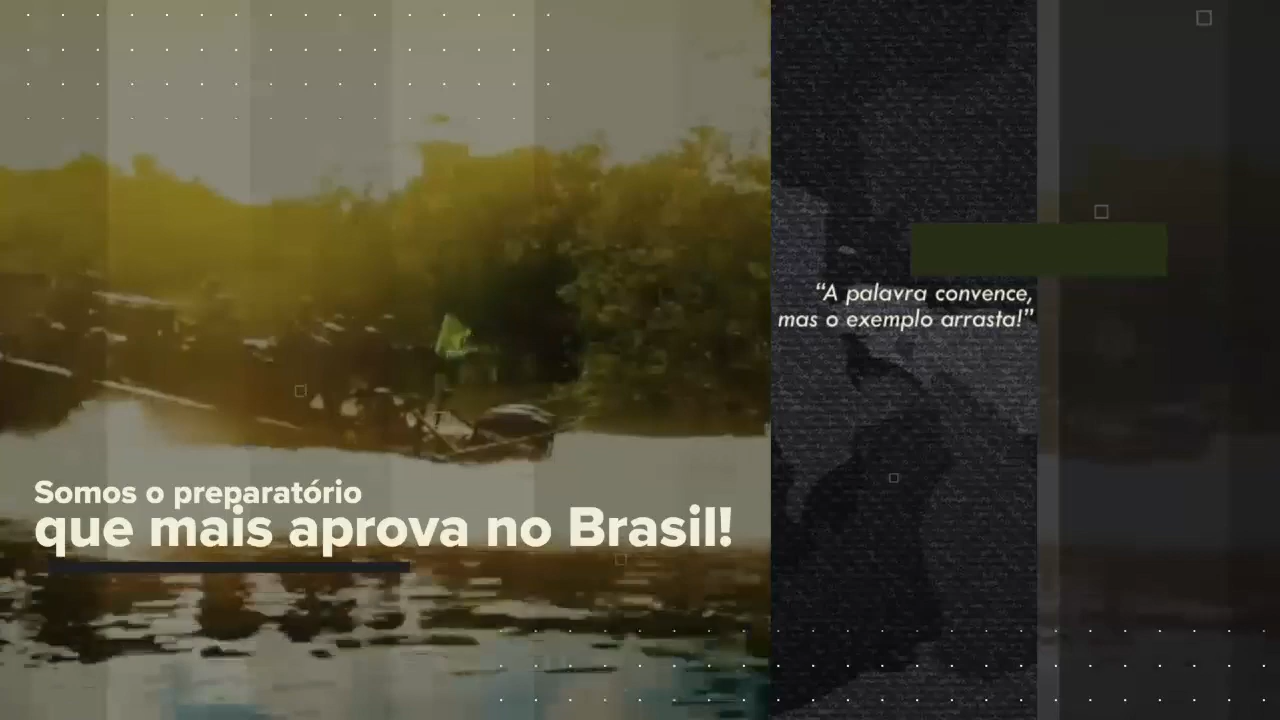 Somos o preparatório
que mais aprova no Brasil!
“A palavra convence,
mas o exemplo arrasta!”